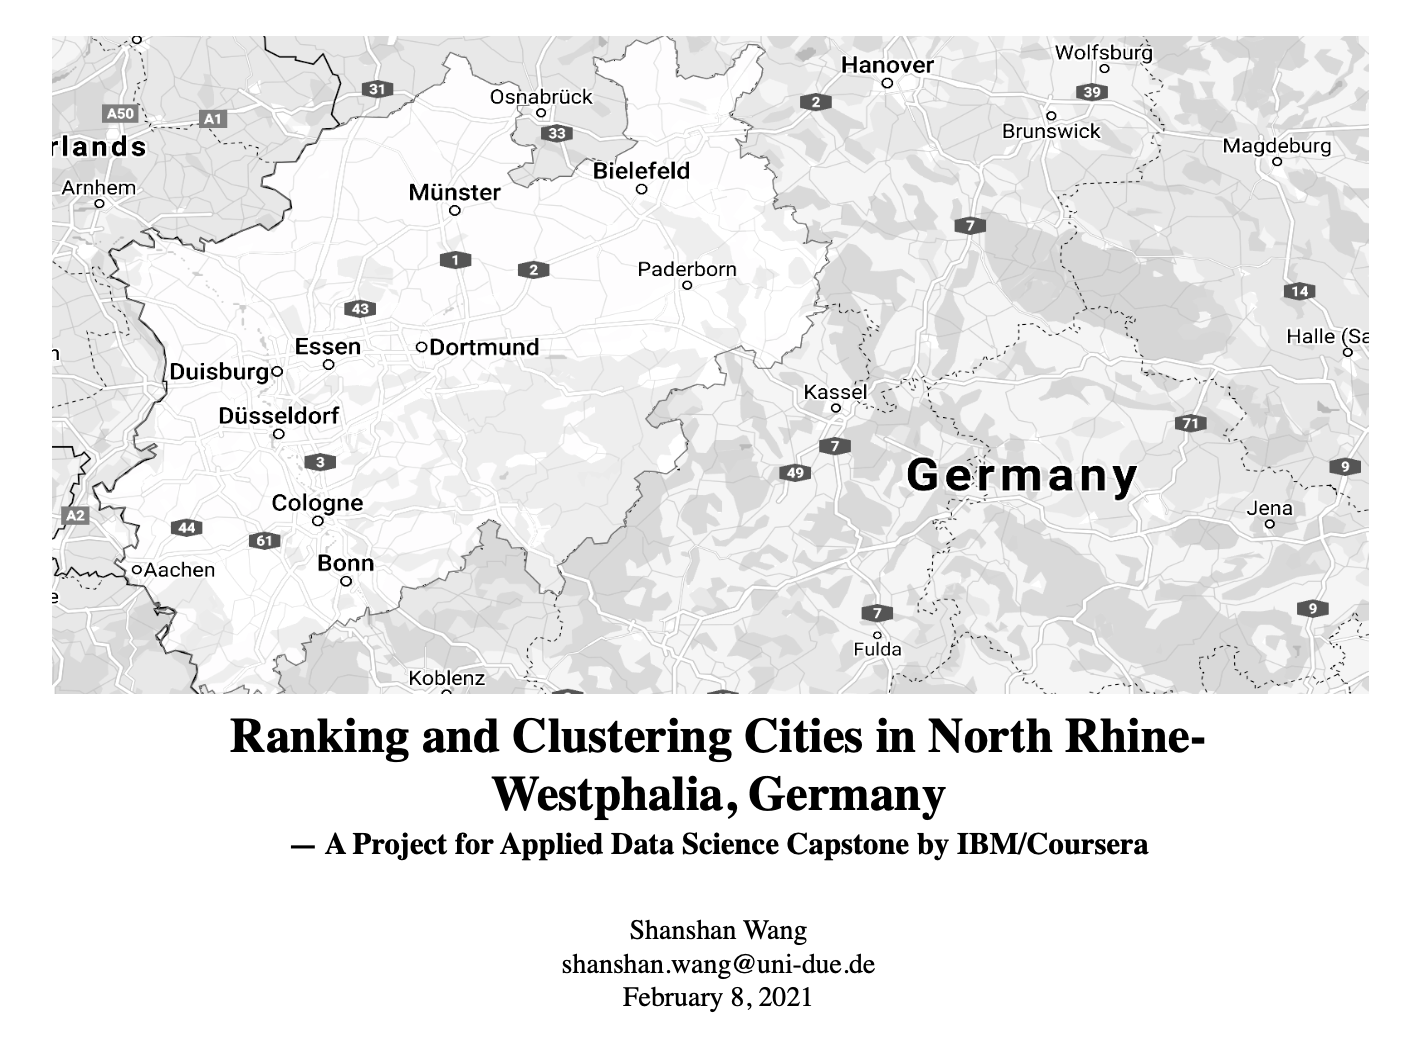 Wolfsburg
Hanover
31
Osnabrück
2
39
A50
A1
33
Brunswick
rlands
Magdeburg
Bielefeld
Arnhem
Münster
7
1
2
Paderborn
14
43
Halle (Sa
Essen
Dortmund
n
Duisburg
Kassel
Düsseldorf
71
7
3
49
Germany
9
Cologne
Jena
A2
44
61
Bonn
Aachen
e
7
9
Fulda
Koblenz
Ranking and Clustering Cities in North Rhine-
Westphalia, Germany
— A Project for Applied Data Science Capstone by IBM/Coursera
Shanshan Wang
shanshan.wang@uni-due.de
February 8, 2021